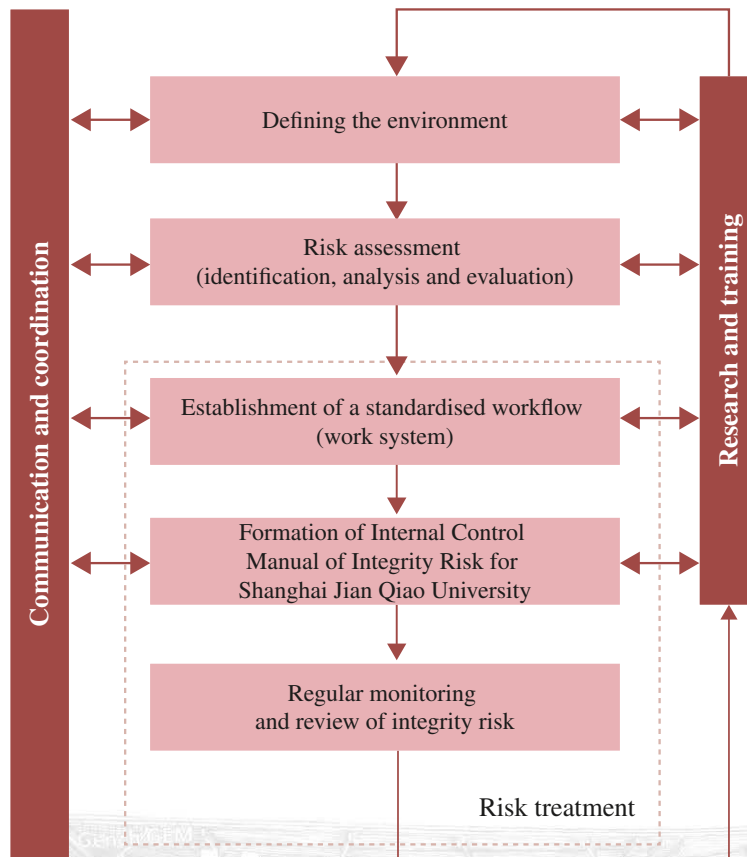 Communication and coordination
Defining the environment
Risk assessment
(identification, analysis and evaluation)
Establishment of a standardised workflow
(work system)
Formation of Internal Control
Manual of Integrity Risk for
Shanghai Jian Qiao University
Regular monitoring
and review of integrity risk
Risk treatment
Research and training